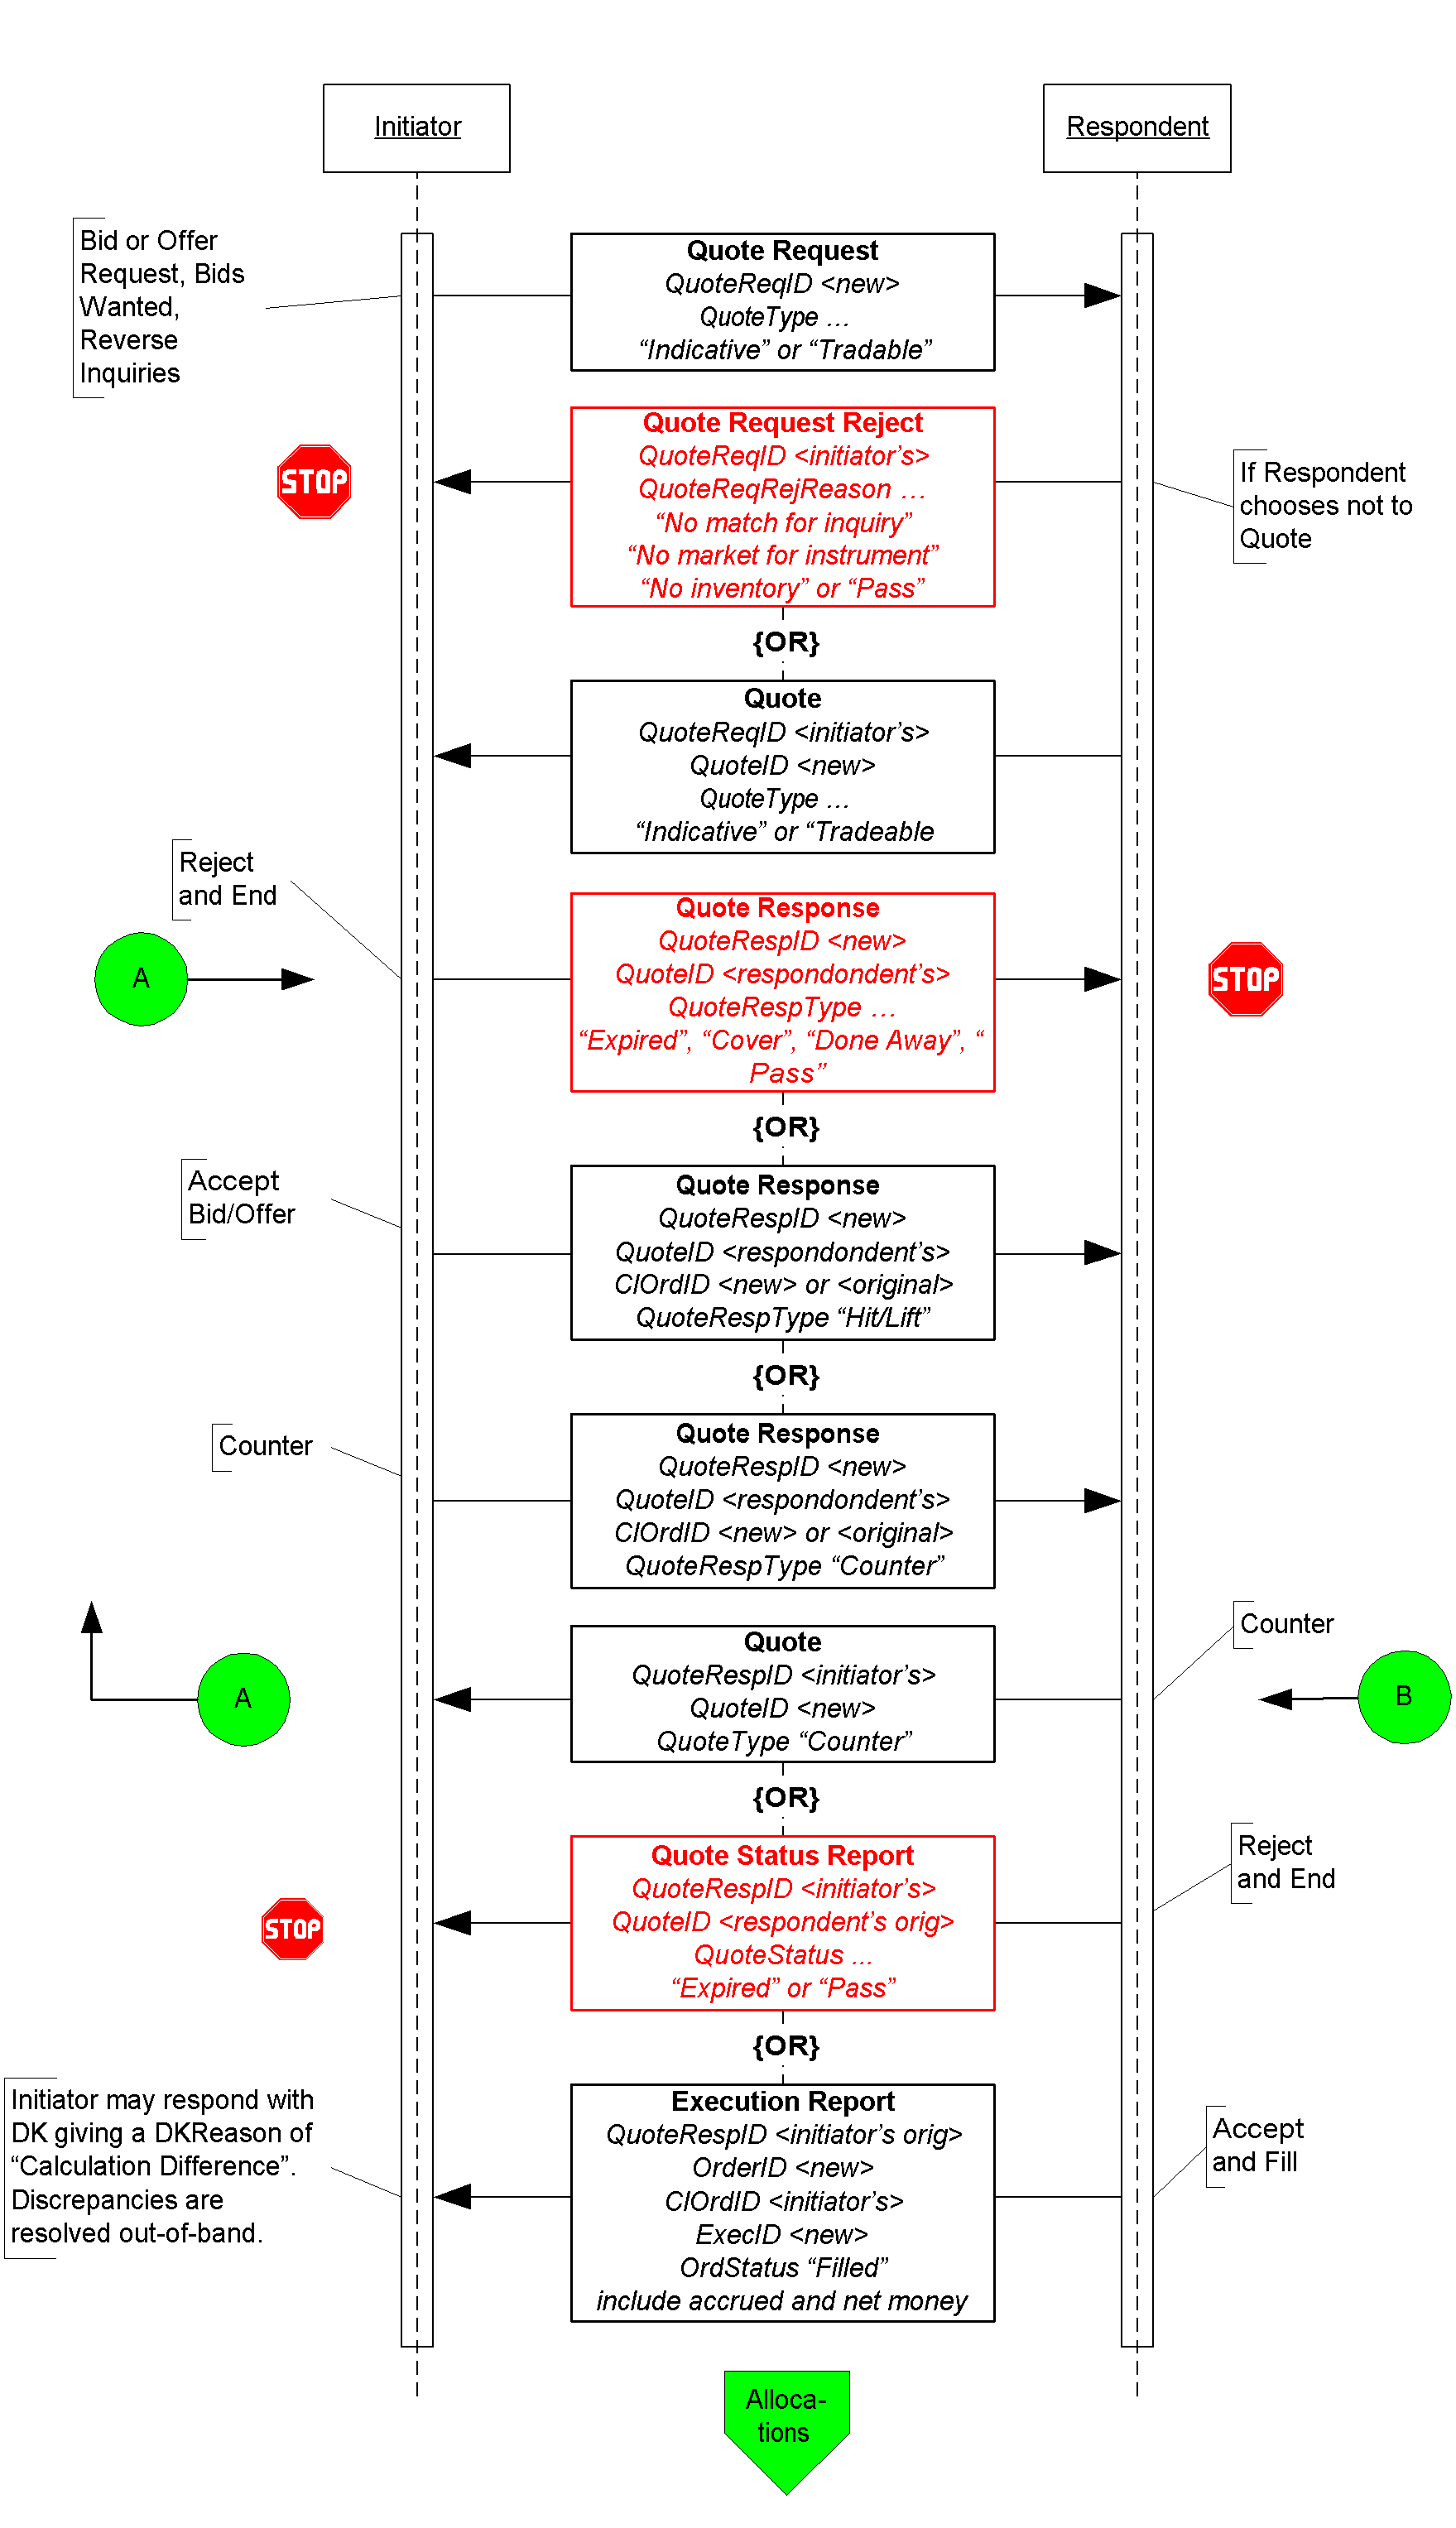 Initiator
Respondent
Bid or Offer
Request, Bids
Wanted,
Reverse
Inquiries
Quote Request
QuoteReqID <new>
QuoteType …
“Indicative” or “Tradable”
Quote Request Reject
QuoteReqID <initiator’s>
QuoteReqRejReason …
“No match for inquiry”
“No market for instrument”
“No inventory” or “Pass”
STOP
If Respondent
chooses not to
Quote
{OR}
Quote
QuoteReqID <initiator’s>
QuoteID <new>
QuoteType …
“Indicative” or “Tradeable
Reject
and End
A
Quote Response
QuoteRespID <new>
QuoteID <respondondent’s>
QuoteRespType …
“Expired”, “Cover”, “Done Away”, “
Pass”
STOP
{OR}
Accept
Bid/Offer
Quote Response
QuoteRespID <new>
QuoteID <respondondent’s>
ClOrdID <new> or <original>
QuoteRespType “Hit/Lift”
{OR}
Counter
Quote Response
QuoteRespID <new>
QuoteID <respondondent’s>
ClOrdID <new> or <original>
QuoteRespType “Counter”
A
Quote
QuoteRespID <initiator’s>
QuoteID <new>
QuoteType “Counter”
Counter
B
{OR}
STOP
Quote Status Report
QuoteRespID <initiator’s>
QuoteID <respondent’s orig>
QuoteStatus ...
“Expired” or “Pass”
Reject
and End
{OR}
Initiator may respond with
DK giving a DKReason of
“Calculation Difference”.
Discrepancies are
resolved out-of-band.
Execution Report
QuoteRespID <initiator’s orig>
OrderID <new>
ClOrdID <initiator’s>
ExecID <new>
OrdStatus “Filled”
include accrued and net money
Accept
and Fill
Alloca-
tions